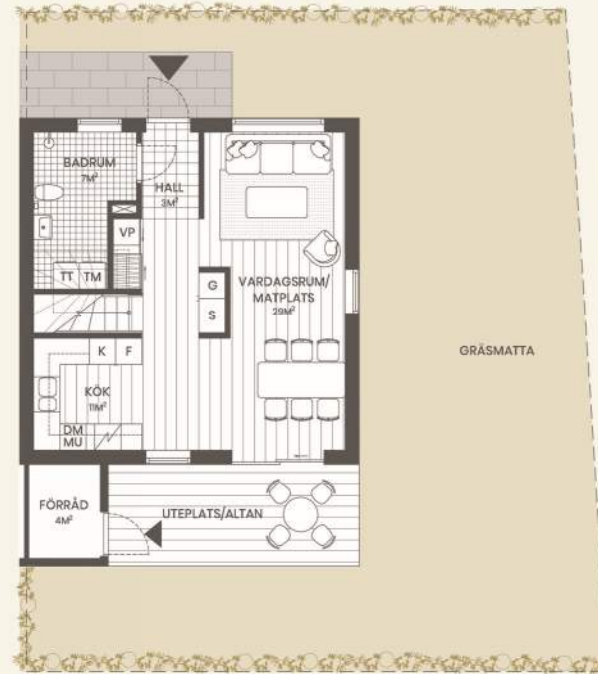 BADRUM
7M²
HALL
3M²
VP
TT TM
G
S
VARDAGSRUM/
MATPLATS
29M²
GRÄSMATTA
K F
KÖK
11M²
DM
MU
FÖRRÅD
4M²
UTEPLATS/ALTAN